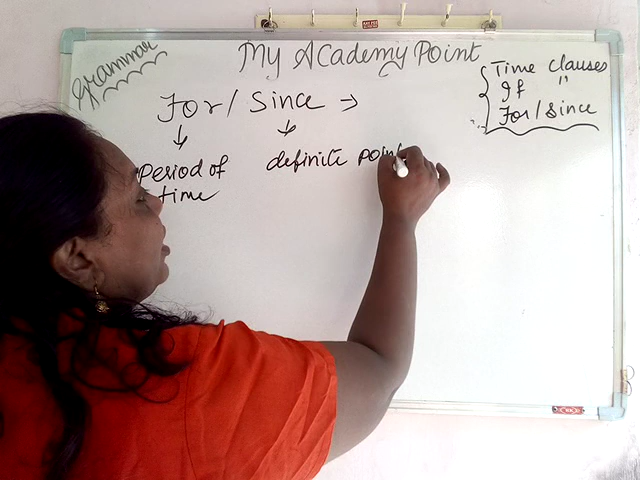 My Academy Point
Grammar
Time clauses
If "
For/Since
For / Since →
Period of
time
definite point